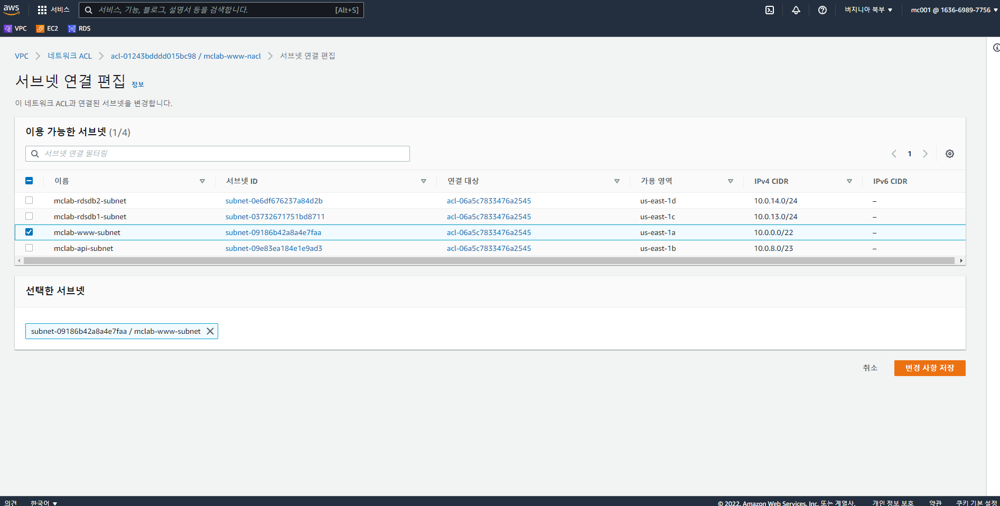 aws 서비스 서비스, 기능, 블로그, 설명서 등을 검색합니다. [Alt+S] 버지니아 북부 ▼ mc001 @ 1636-6989-7756 ▼
VPC EC2 RDS
VPC > 네트워크 ACL > acl-01243bdddd015bc98 / mclab-www-nacl > 서브넷 연결 편집
서브넷 연결 편집 정보
이 네트워크 ACL과 연결된 서브넷을 변경합니다.
이용 가능한 서브넷 (1/4)
서브넷 연결 필터링 1
이름 서브넷 ID 연결 대상 가용 영역 IPv4 CIDR IPv6 CIDR
mclab-rdsdb2-subnet subnet-0e6df676237a84d2b acl-06a5c7833476a2545 us-east-1d 10.0.14.0/24 –
mclab-rdsdb1-subnet subnet-03732671751bd8711 acl-06a5c7833476a2545 us-east-1c 10.0.13.0/24 –
mclab-www-subnet subnet-09186b42a8a4e7faa acl-06a5c7833476a2545 us-east-1a 10.0.0.0/22 –
mclab-api-subnet subnet-09e83ea184e1e9ad3 acl-06a5c7833476a2545 us-east-1b 10.0.8.0/23 –
선택한 서브넷
subnet-09186b42a8a4e7faa / mclab-www-subnet
취소 변경 사항 저장
의견 한국어 ▼ © 2022, Amazon Web Services, Inc. 또는 계열사. 개인 정보 보호 약관 쿠키 기본 설정